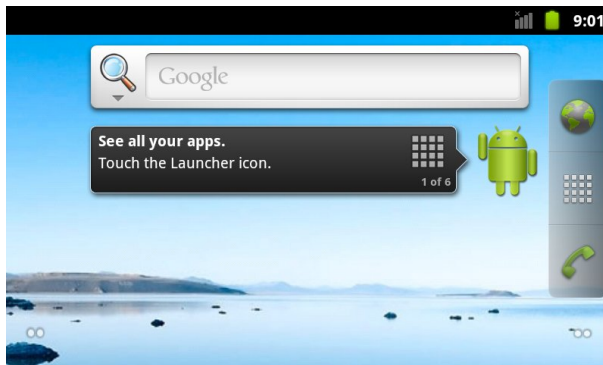 9:01
Google
See all your apps.
Touch the Launcher icon.
1 of 6